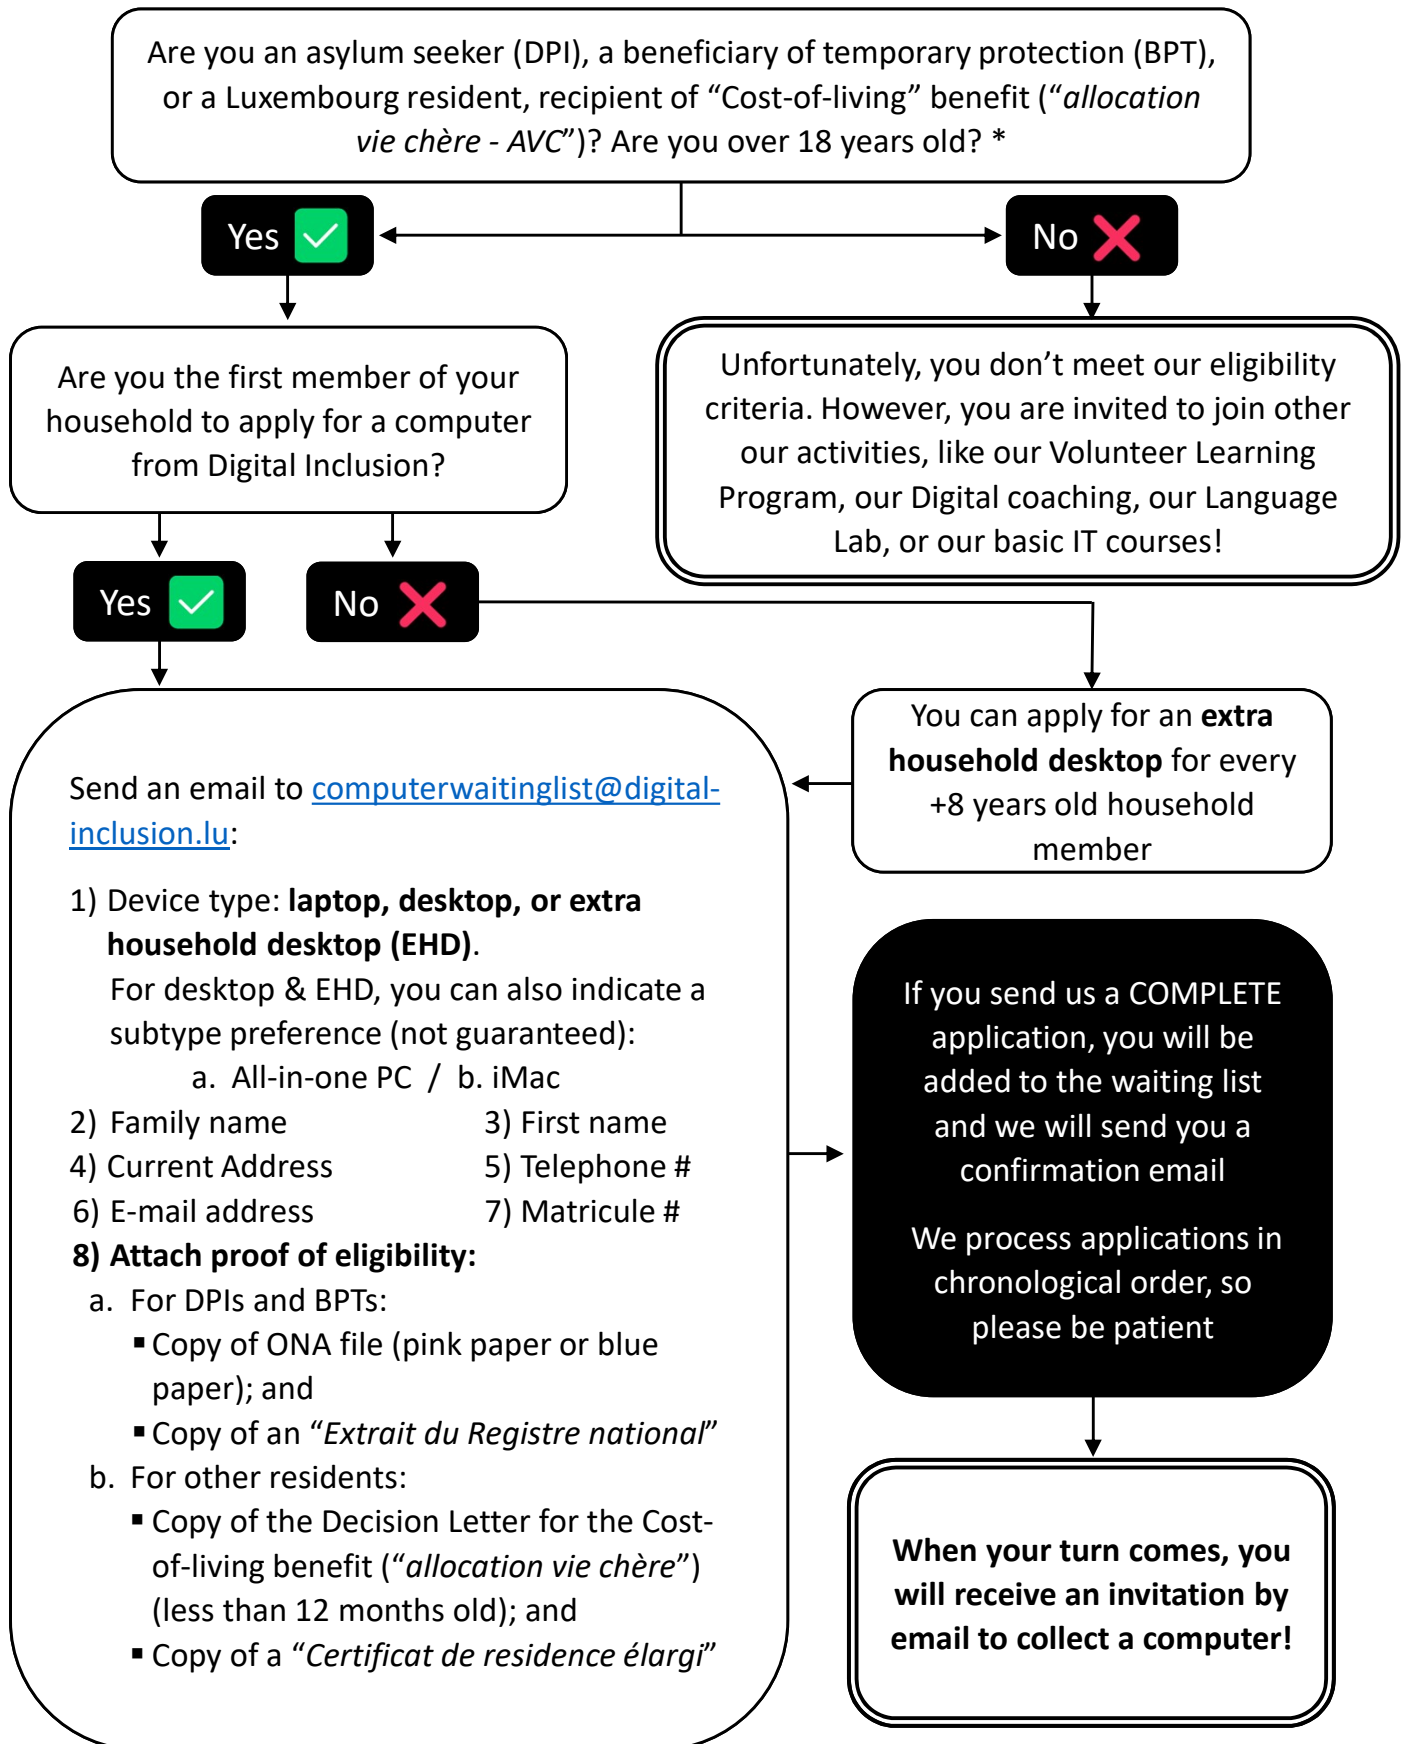 Are you an asylum seeker (DPI), a beneficiary of temporary protection (BPT),
or a Luxembourg resident, recipient of “Cost-of-living” benefit (“allocation
vie chère - AVC”)? Are you over 18 years old? *
Yes
No
Are you the first member of your
household to apply for a computer
from Digital Inclusion?
Unfortunately, you don’t meet our eligibility
criteria. However, you are invited to join other
our activities, like our Volunteer Learning
Program, our Digital coaching, our Language
Lab, or our basic IT courses!
Yes
No
You can apply for an extra
household desktop for every
+8 years old household
member
Send an email to computerwaitinglist@digital-
inclusion.lu:
1) Device type: laptop, desktop, or extra
household desktop (EHD).
For desktop & EHD, you can also indicate a
subtype preference (not guaranteed):
a. All-in-one PC / b. iMac
2) Family name 3) First name
4) Current Address 5) Telephone #
6) E-mail address 7) Matricule #
8) Attach proof of eligibility:
a. For DPIs and BPTs:
▪ Copy of ONA file (pink paper or blue
paper); and
▪ Copy of an “Extrait du Registre national”
b. For other residents:
▪ Copy of the Decision Letter for the Cost-
of-living benefit (“allocation vie chère”)
(less than 12 months old); and
▪ Copy of a “Certificat de residence élargi”
If you send us a COMPLETE
application, you will be
added to the waiting list
and we will send you a
confirmation email
We process applications in
chronological order, so
please be patient
When your turn comes, you
will receive an invitation by
email to collect a computer!